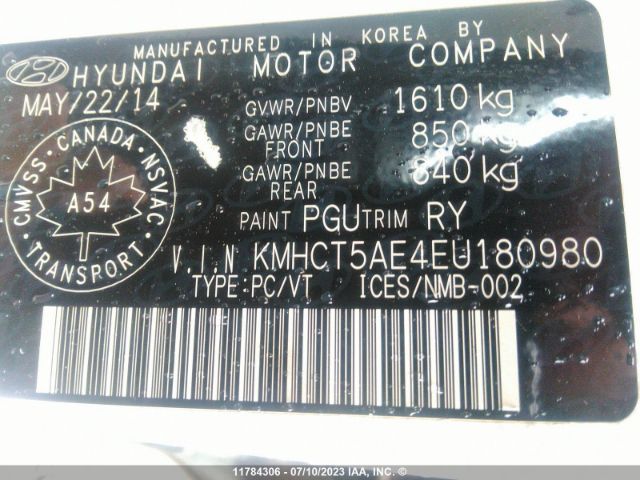 MANUFACTURED IN KOREA BY
HYUNDAI MOTOR COMPANY
MAY/22/14
GVWR/PNBV 1610 kg
GAWR/PNBE FRONT 850 kg
GAWR/PNBE REAR 840 kg
PAINT PGU TRIM RY
V.I.N KMHCT5AE4EU180980
TYPE:PC/VT ICES/NMB-002
CMVSS · CANADA · NSVAC
A54
TRANSPORT
11784306 - 07/10/2023 IAA, INC. ©